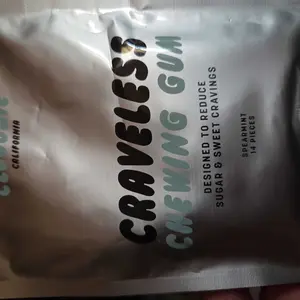 CALIFORNIA
CRAVELESS
CHEWING GUM
DESIGNED TO REDUCE
SUGAR & SWEET CRAVINGS
SPEARMINT
14 PIECES